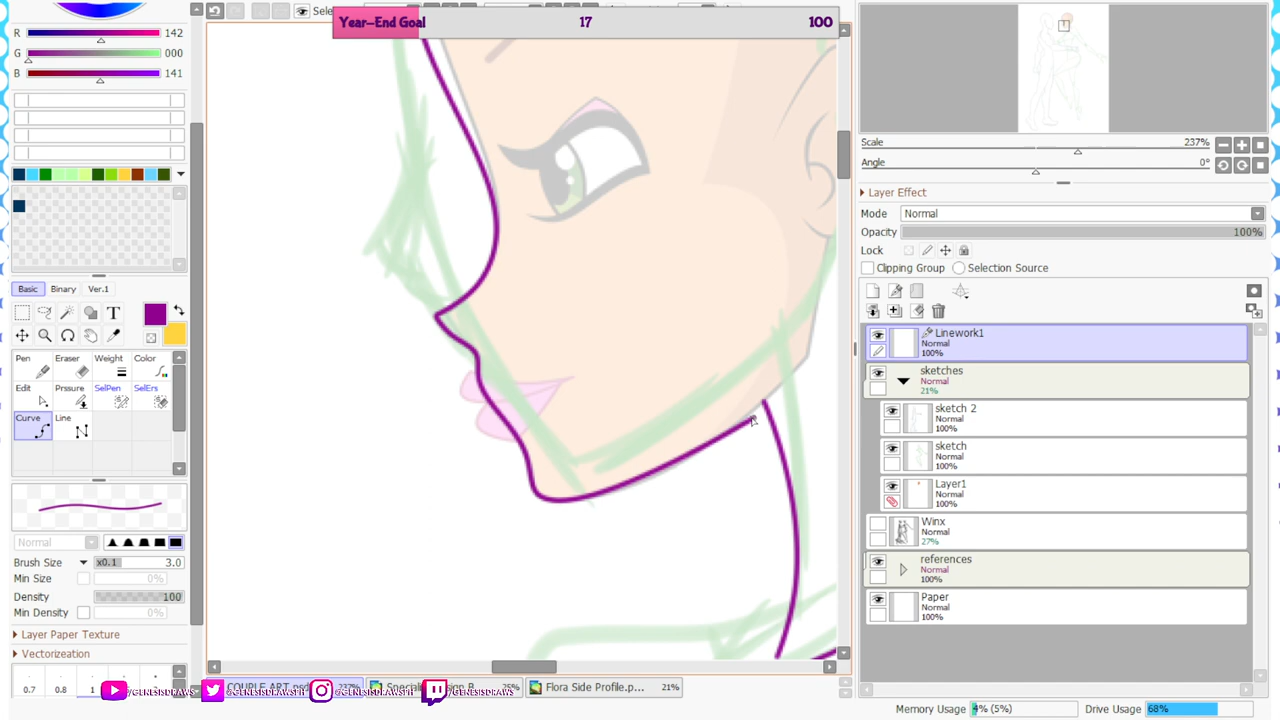 Sele
Year-End Goal 17 100
R 142
G 000
B 141
Basic Binary Ver.1
Pen Eraser Weight Color
Edit Prssure SelPen SelErs
Curve Line
Normal
Brush Size x0.1 3.0
Min Size 0%
Density 100
Min Density 0%
Layer Paper Texture
Vectorization
0.7 0.8 1
COUPLE ART 237%
25%
Flora Side Profile.p... 21%
Scale 237%
Angle 0°
Layer Effect
Mode Normal
Opacity 100%
Lock
Clipping Group Selection Source
Linework1
Normal
100%
sketches
Normal
21%
sketch 2
Normal
100%
sketch
Normal
100%
Layer1
Normal
100%
Winx
Normal
27%
references
Normal
100%
Paper
Normal
100%
Memory Usage 4% (5%) Drive Usage 68%